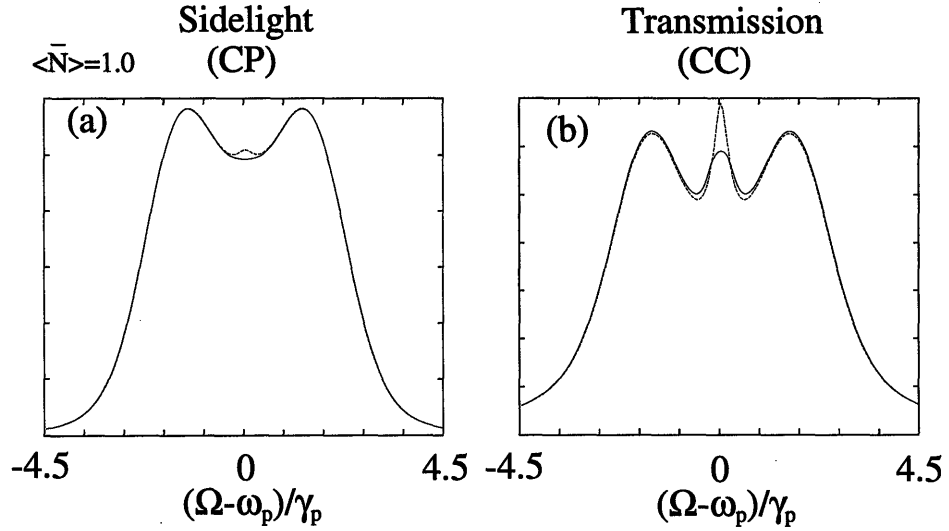 Sidelight
(CP)
Transmission
(CC)
<N̄>=1.0
(a)
(b)
-4.5
0
4.5
-4.5
0
4.5
(Ω-ωp)/γp
(Ω-ωp)/γp